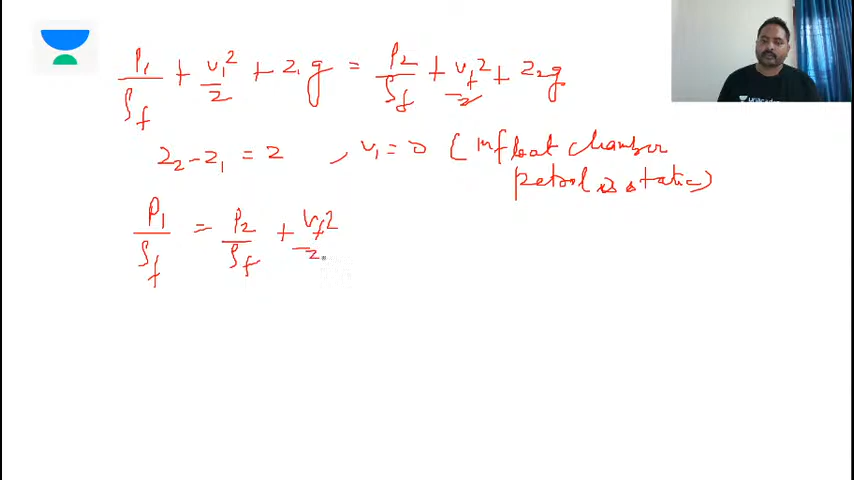 P₁/ρf + v₁²/2 + z₁g = P₂/ρf + vf²/2 + z₂g
z₂-z₁ = z , v₁ = 0 (in float chamber
petrol is static)
P₁/ρf = P₂/ρf + vf²/2